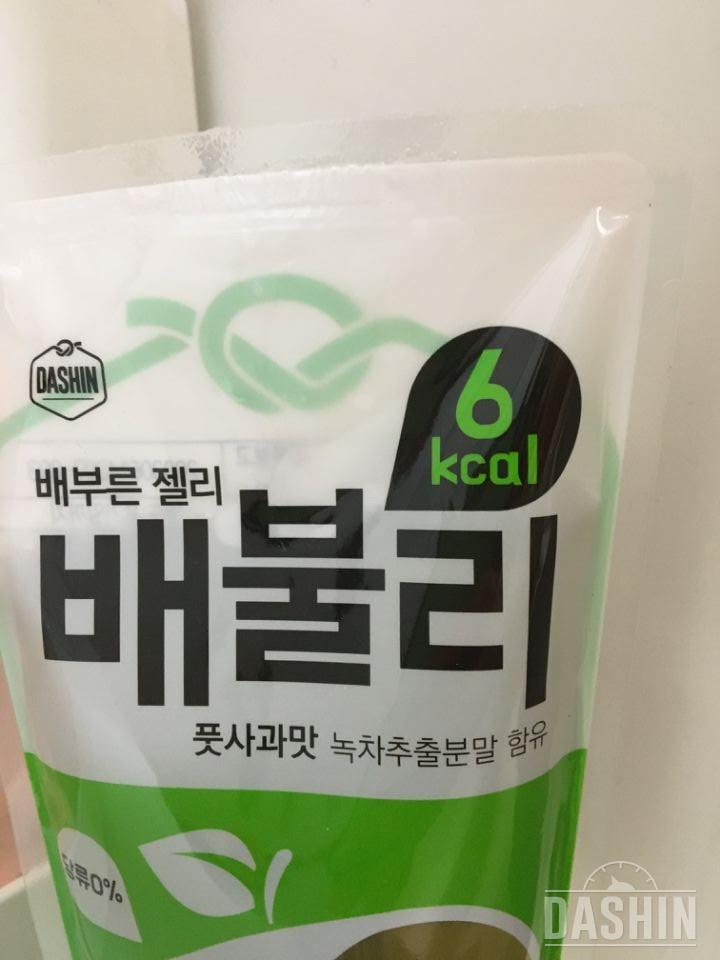 DASHIN
6
kcal
배부른 젤리
배불리
풋사과맛 녹차추출분말 함유
당류0%
DASHIN